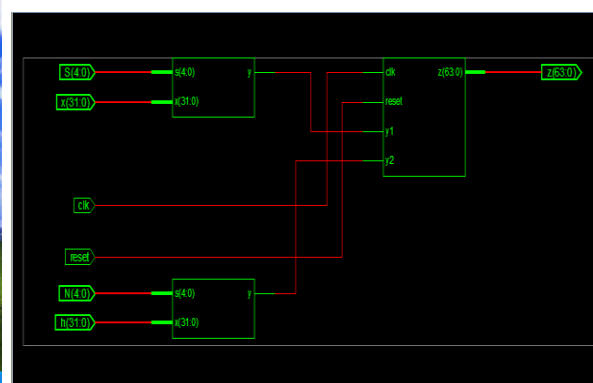 S(4:0) s(4:0) y clk z(63:0) z(63:0)
x(31:0) x(31:0) reset
y1
y2
clk
reset
N(4:0) s(4:0) y
h(31:0) x(31:0)